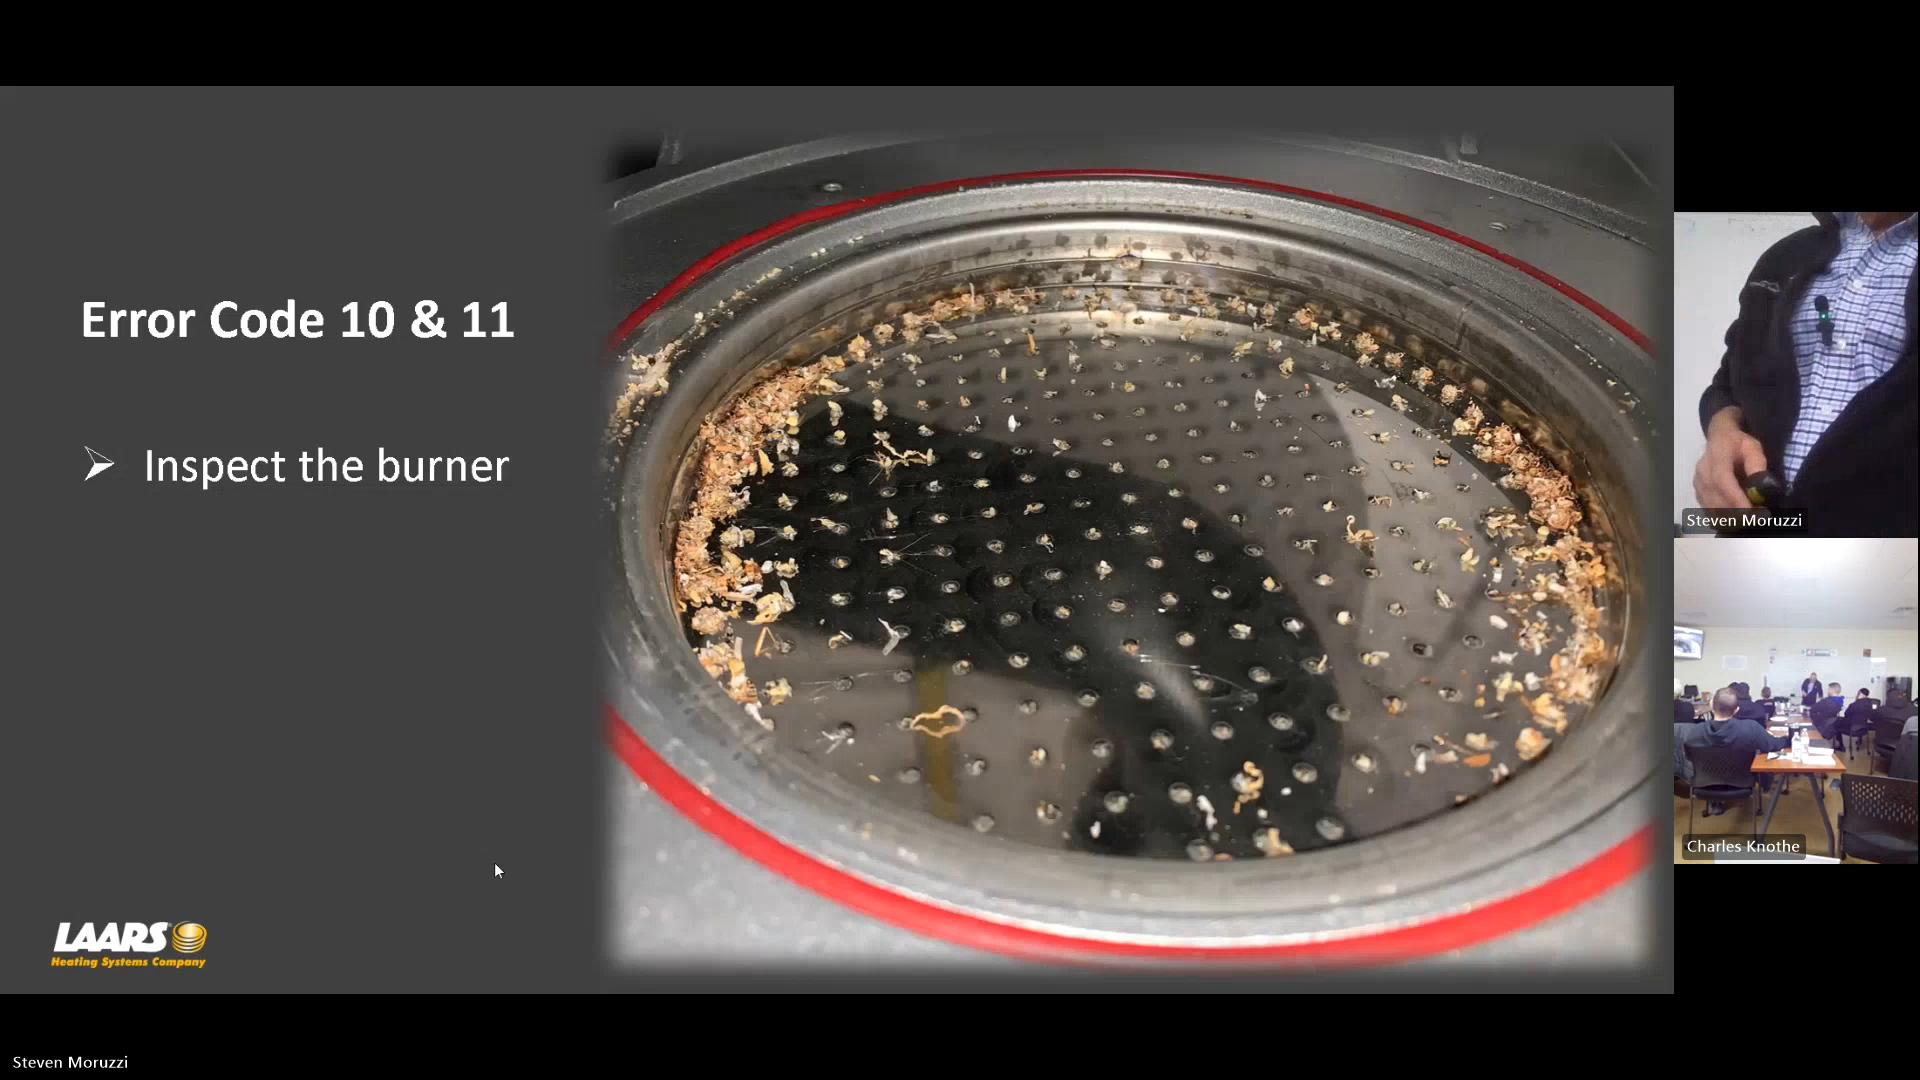 Error Code 10 & 11
Inspect the burner
LAARS
Heating Systems Company
Steven Moruzzi
Charles Knothe
Steven Moruzzi